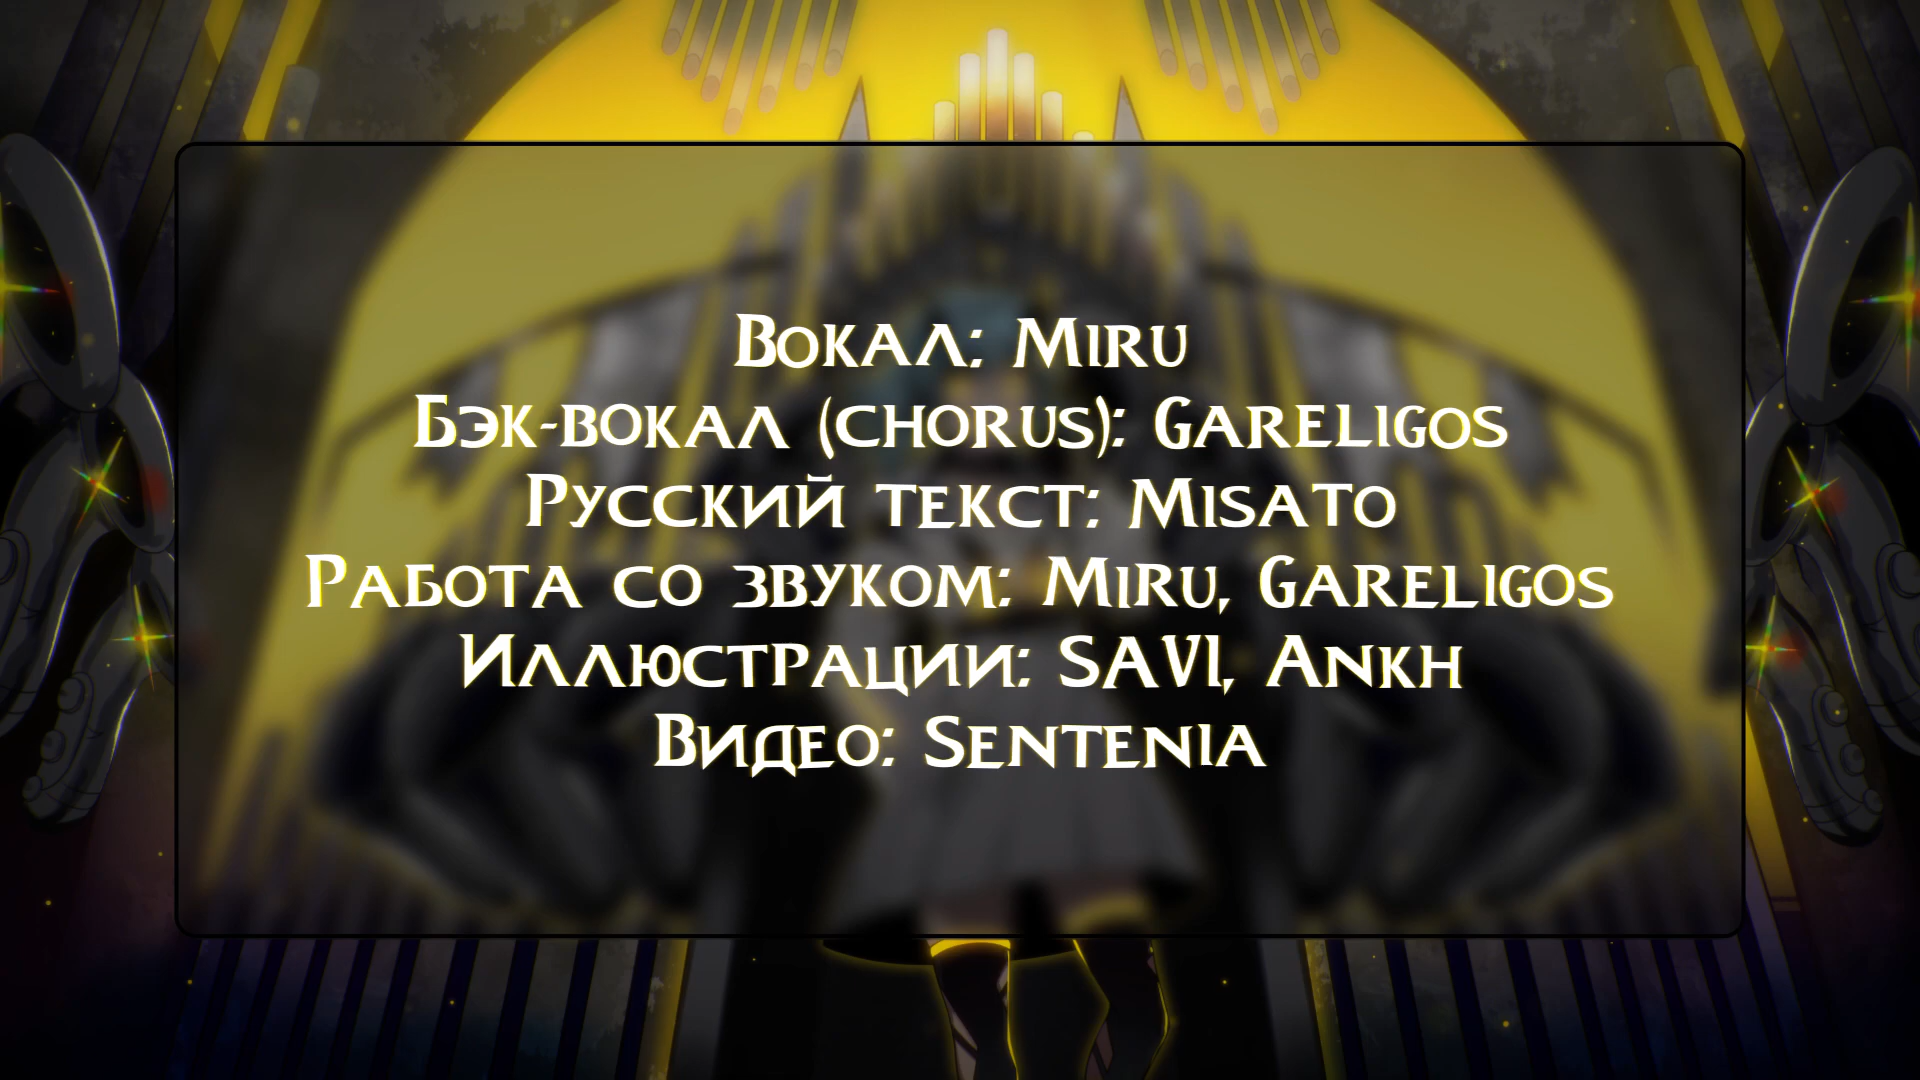 Вокал: Miru
Бэк-вокал (chorus): Gareligos
Русский текст: Misato
Работа со звуком: Miru, Gareligos
Иллюстрации: SAVI, Ankh
Видео: Sentenia